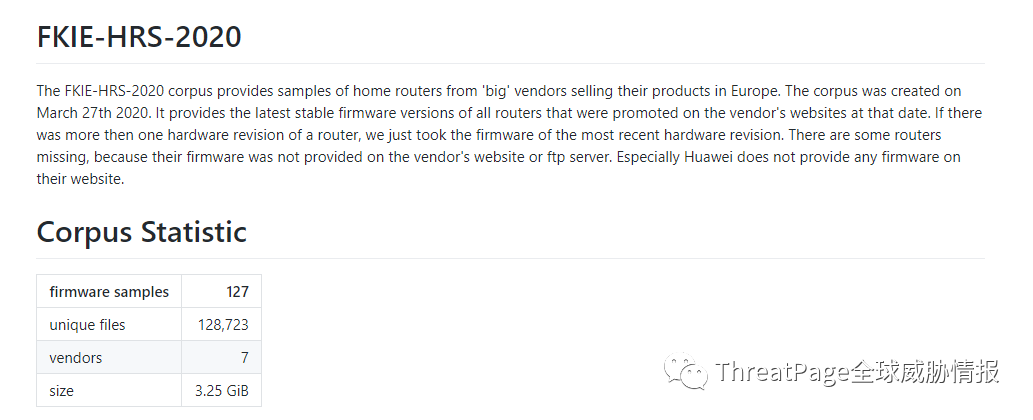 FKIE-HRS-2020
The FKIE-HRS-2020 corpus provides samples of home routers from 'big' vendors selling their products in Europe. The corpus was created on
March 27th 2020. It provides the latest stable firmware versions of all routers that were promoted on the vendor's websites at that date. If there
was more then one hardware revision of a router, we just took the firmware of the most recent hardware revision. There are some routers
missing, because their firmware was not provided on the vendor's website or ftp server. Especially Huawei does not provide any firmware on
their website.
Corpus Statistic
firmware samples 127
unique files 128,723
vendors 7
size 3.25 GiB
ThreatPage全球威胁情报